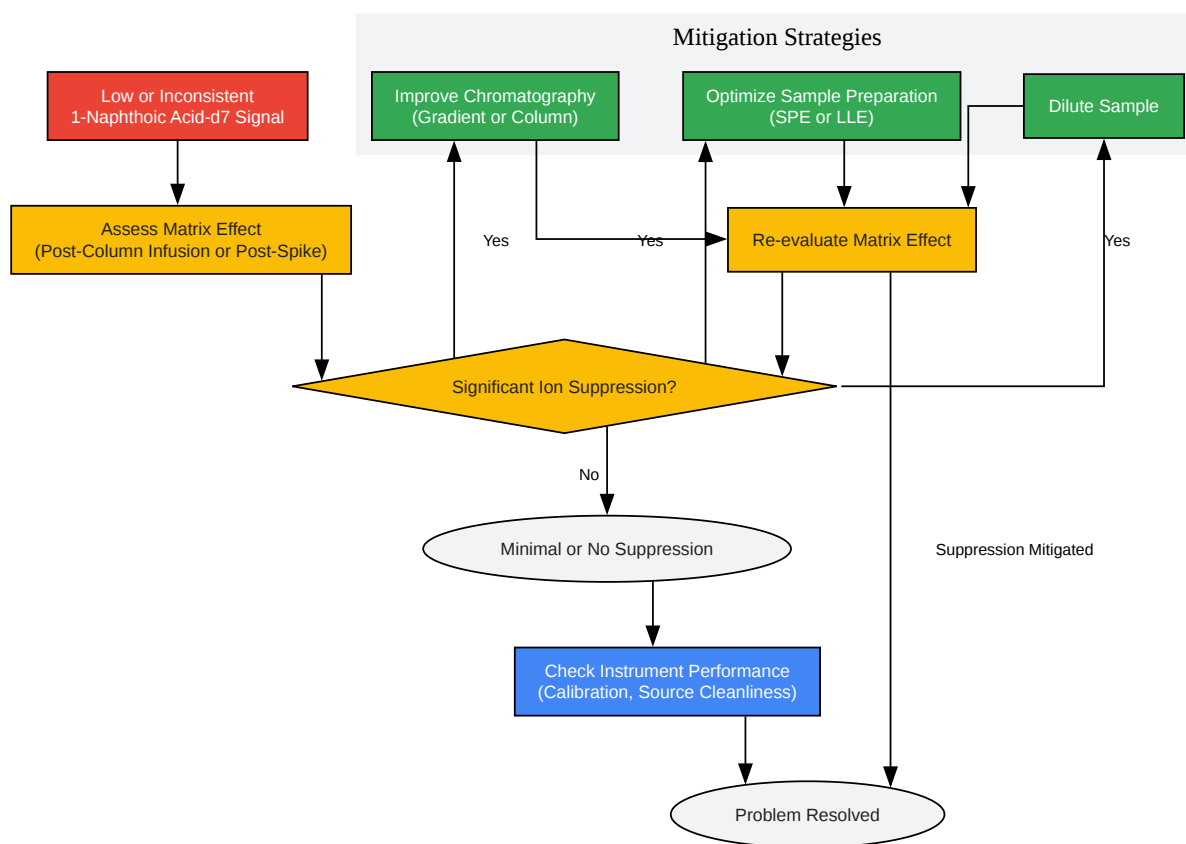 Mitigation Strategies
Low or Inconsistent
1-Naphthoic Acid-d7 Signal
Improve Chromatography
(Gradient or Column)
Optimize Sample Preparation
(SPE or LLE)
Dilute Sample
Assess Matrix Effect
(Post-Column Infusion or Post-Spike)
Yes
Yes
Re-evaluate Matrix Effect
Yes
Significant Ion Suppression?
No
Minimal or No Suppression
Suppression Mitigated
Check Instrument Performance
(Calibration, Source Cleanliness)
Problem Resolved